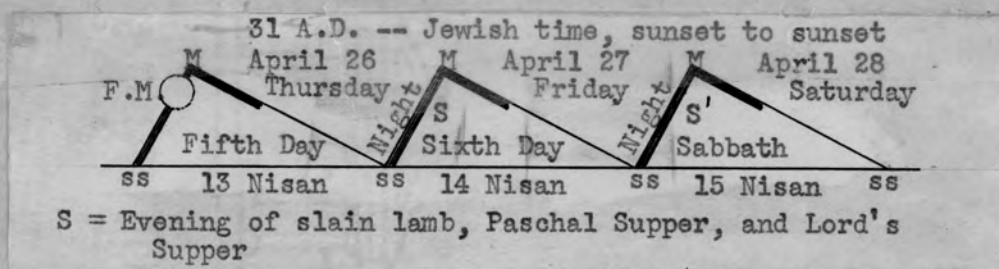 31 A.D. -- Jewish time, sunset to sunset
M April 26 M April 27 M April 28
F.M Thursday Friday Saturday
Night S Night S'
Fifth Day Sixth Day Sabbath
ss 13 Nisan ss 14 Nisan ss 15 Nisan ss
S = Evening of slain lamb, Paschal Supper, and Lord's
Supper